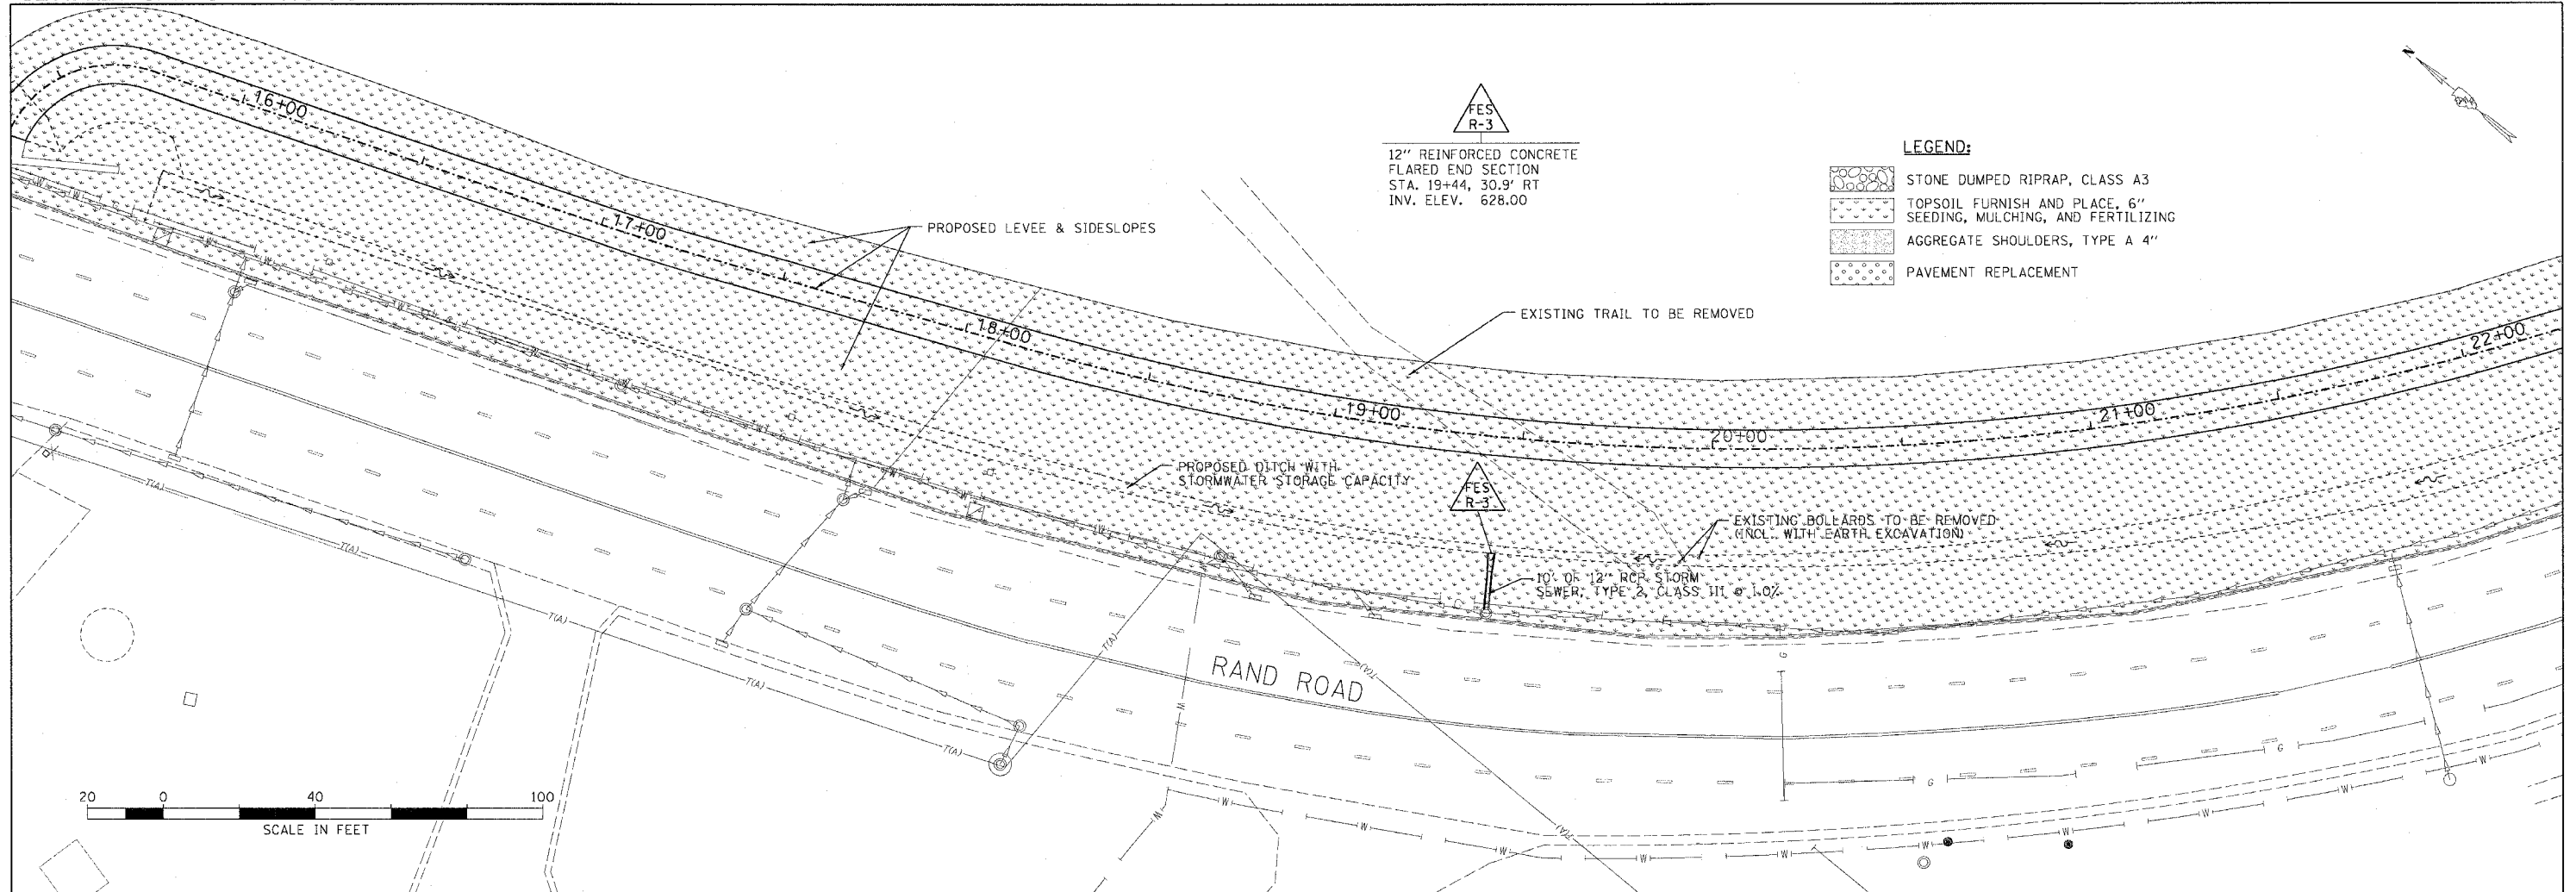 16+00
17+00
18+00
19+00
20+00
21+00
22+00
FES
R-3
12" REINFORCED CONCRETE
FLARED END SECTION
STA. 19+44, 30.9' RT
INV. ELEV. 628.00
N
LEGEND:
STONE DUMPED RIPRAP, CLASS A3
TOPSOIL FURNISH AND PLACE, 6"
SEEDING, MULCHING, AND FERTILIZING
AGGREGATE SHOULDERS, TYPE A 4"
PAVEMENT REPLACEMENT
PROPOSED LEVEE & SIDESLOPES
EXISTING TRAIL TO BE REMOVED
PROPOSED DITCH WITH
STORMWATER STORAGE CAPACITY
FES
R-3
EXISTING BOLLARDS TO BE REMOVED
(INCL. WITH EARTH EXCAVATION)
10' OF 12" RCP STORM
SEWER, TYPE 2, CLASS III @ 1.0%
RAND ROAD
T(A)
T(A)
T(A)
T(A)
T(A)
T(A)
T(A)
T(A)
G
G
G
W
W
W
W
W
W
W
W
W
W
20 0 40 100
SCALE IN FEET